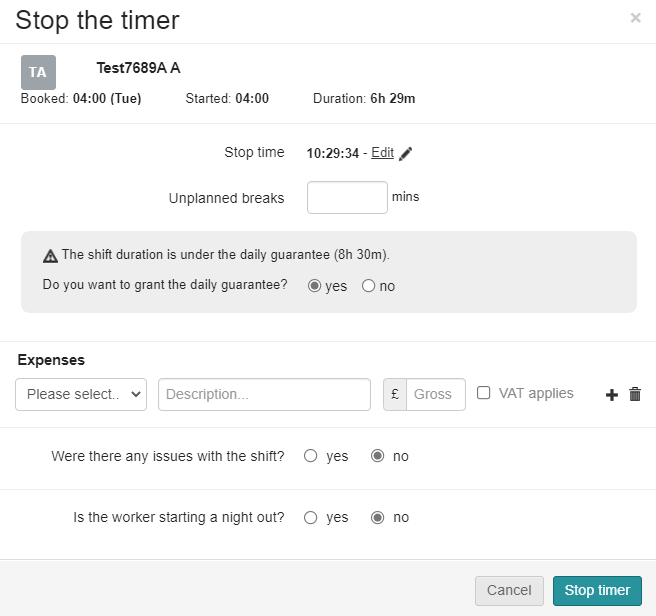 Stop the timer ×
TA Test7689A A
Booked: 04:00 (Tue) Started: 04:00 Duration: 6h 29m
Stop time 10:29:34 - Edit
Unplanned breaks mins
The shift duration is under the daily guarantee (8h 30m).
Do you want to grant the daily guarantee? yes no
Expenses
Please select.. Description... £ Gross VAT applies
Were there any issues with the shift? yes no
Is the worker starting a night out? yes no
Cancel Stop timer